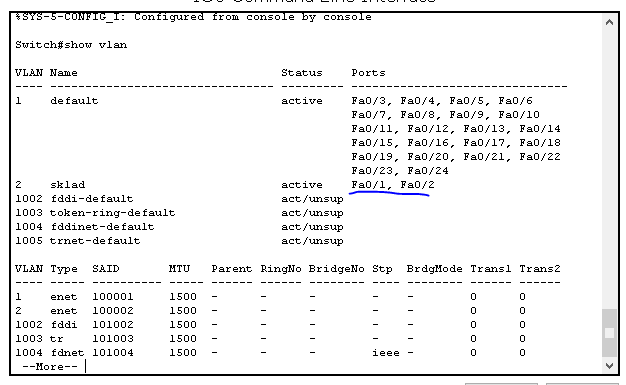 IOS Command Line Interface
%SYS-5-CONFIG_I: Configured from console by console
Switch#show vlan
VLAN Name                             Status    Ports
---- -------------------------------- --------- -------------------------------
1    default                          active    Fa0/3, Fa0/4, Fa0/5, Fa0/6
                                                Fa0/7, Fa0/8, Fa0/9, Fa0/10
                                                Fa0/11, Fa0/12, Fa0/13, Fa0/14
                                                Fa0/15, Fa0/16, Fa0/17, Fa0/18
                                                Fa0/19, Fa0/20, Fa0/21, Fa0/22
                                                Fa0/23, Fa0/24
2    sklad                            active    Fa0/1, Fa0/2
1002 fddi-default                     act/unsup
1003 token-ring-default               act/unsup
1004 fddinet-default                  act/unsup
1005 trnet-default                    act/unsup
VLAN Type  SAID       MTU   Parent RingNo BridgeNo Stp  BrdgMode Trans1 Trans2
---- ----- ---------- ----- ------ ------ -------- ---- -------- ------ ------
1    enet  100001     1500  -      -      -        -    -        0      0
2    enet  100002     1500  -      -      -        -    -        0      0
1002 fddi  101002     1500  -      -      -        -    -        0      0
1003 tr    101003     1500  -      -      -        -    -        0      0
1004 fdnet 101004     1500  -      -      -        ieee -        0      0
--More--